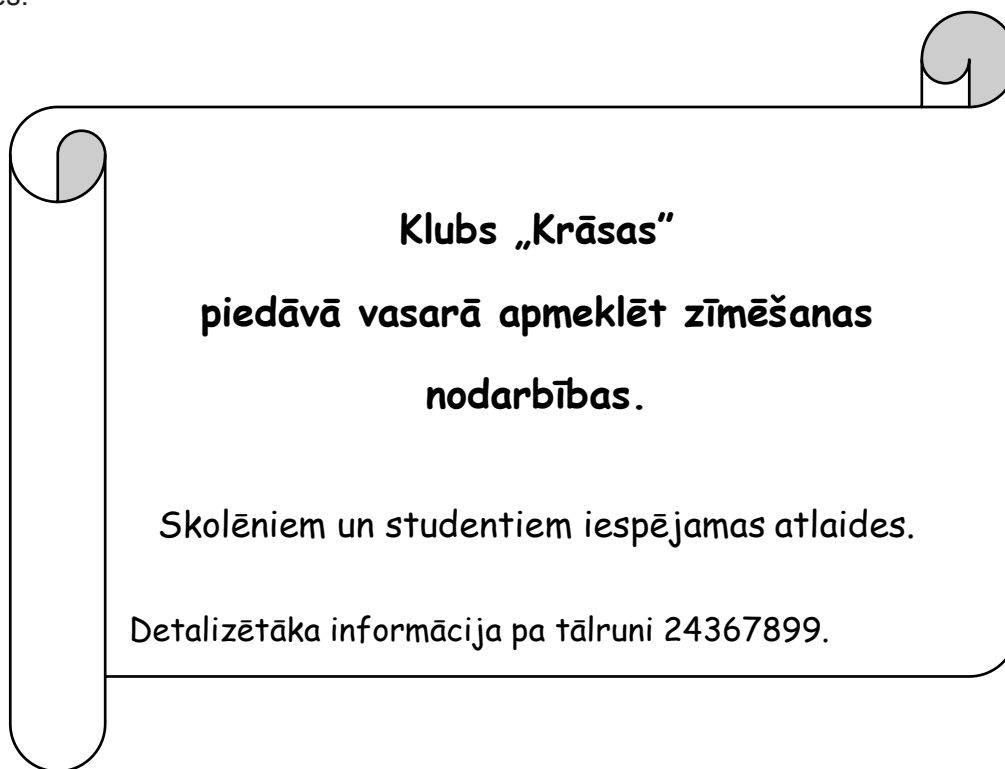 Klubs „Krāsas”
piedāvā vasarā apmeklēt zīmēšanas
nodarbības.
Skolēniem un studentiem iespējamas atlaides.
Detalizētāka informācija pa tālruni 24367899.